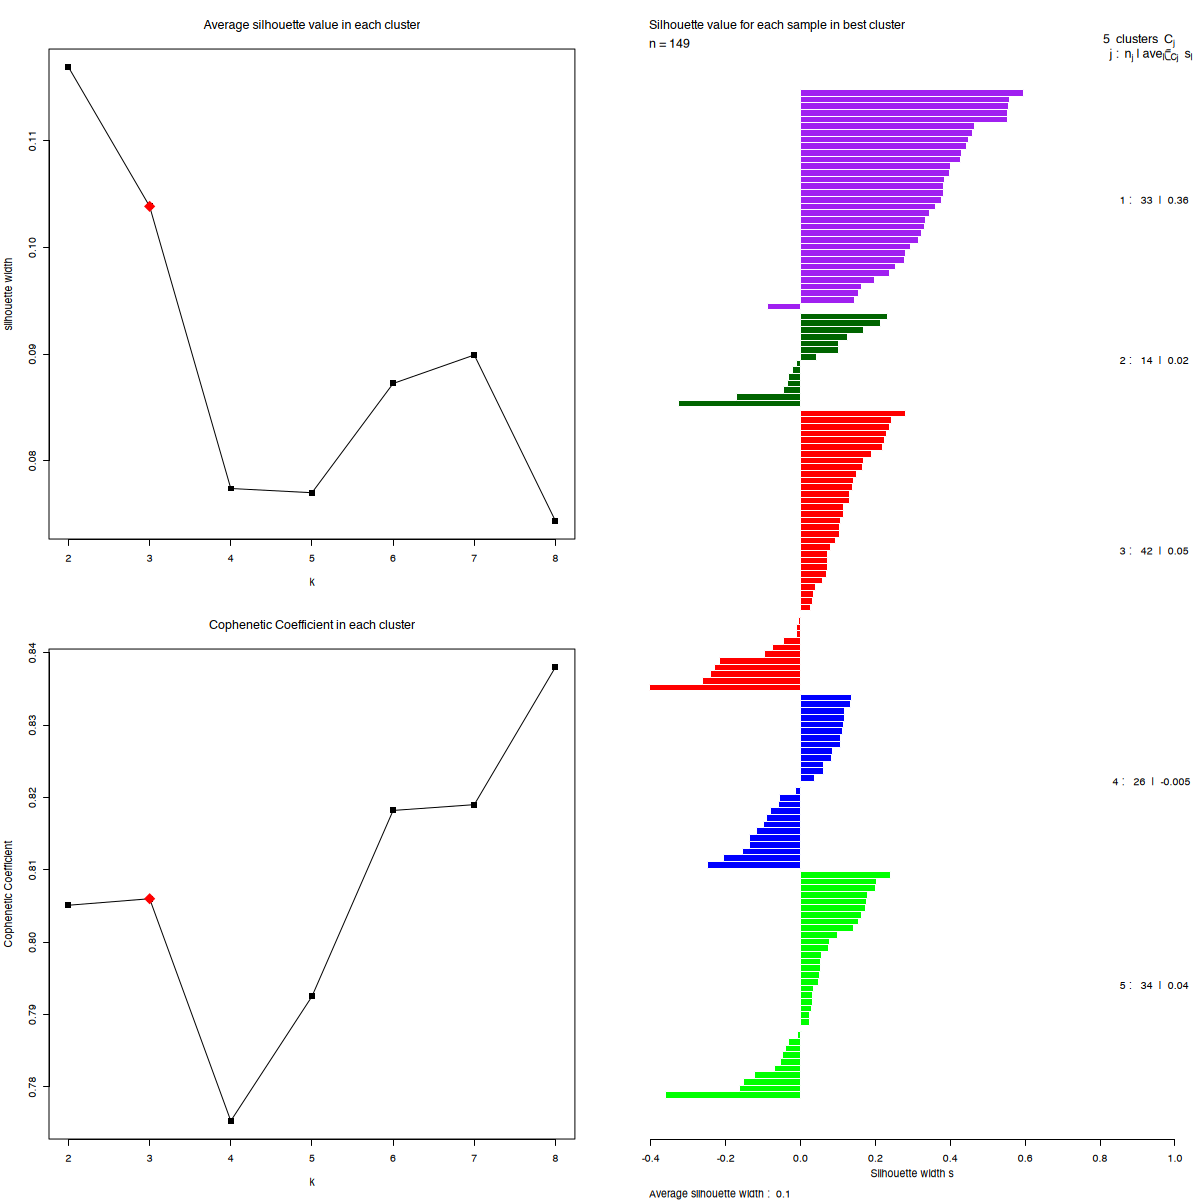 Average silhouette value in each cluster
silhouette width
0.11
0.10
0.09
0.08
2 3 4 5 6 7 8
k
Cophenetic Coefficient in each cluster
Cophenetic Coefficient
0.84
0.83
0.82
0.81
0.80
0.79
0.78
2 3 4 5 6 7 8
k
Silhouette value for each sample in best cluster
n = 149
5 clusters Cj
j : nj | avei∈Cj si
1 : 33 | 0.36
2 : 14 | 0.02
3 : 42 | 0.05
4 : 26 | -0.005
5 : 34 | 0.04
-0.4 -0.2 0.0 0.2 0.4 0.6 0.8 1.0
Silhouette width s
Average silhouette width : 0.1